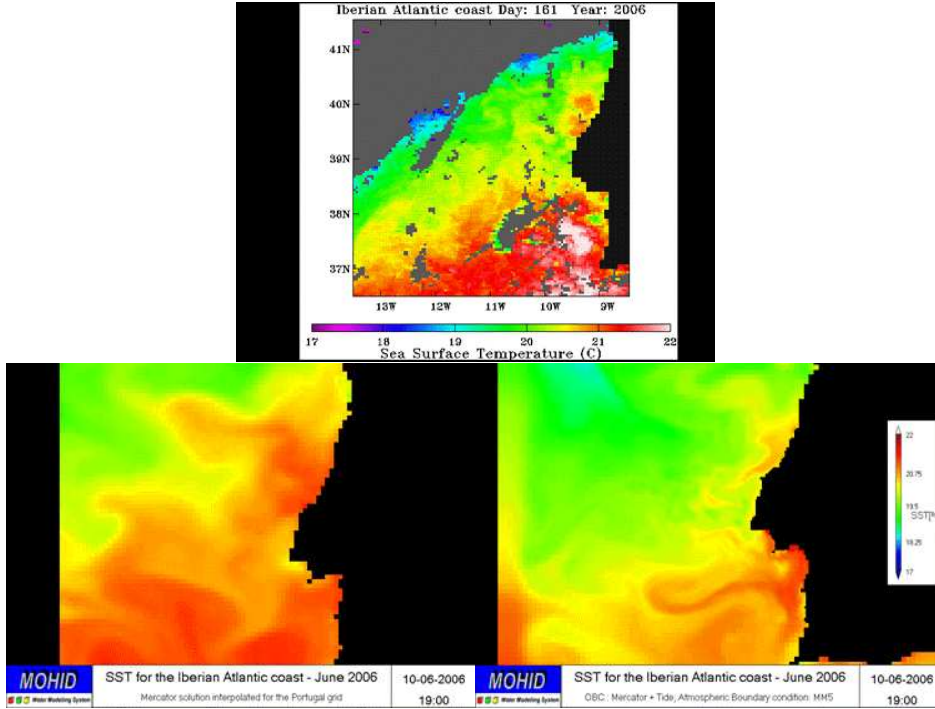 Iberian Atlantic coast Day: 161 Year: 2006
41N
40N
39N
38N
37N
13W 12W 11W 10W 9W
17 18 19 20 21 22
Sea Surface Temperature (C)
22
20.75
19.5
SST[
18.25
17
MOHID
Water Modelling System
SST for the Iberian Atlantic coast - June 2006
Mercator solution interpolated for the Portugal grid
10-06-2006
19:00
MOHID
Water Modelling System
SST for the Iberian Atlantic coast - June 2006
OBC : Mercator + Tide, Atmospheric Boundary condition: MM5
10-06-2006
19:00